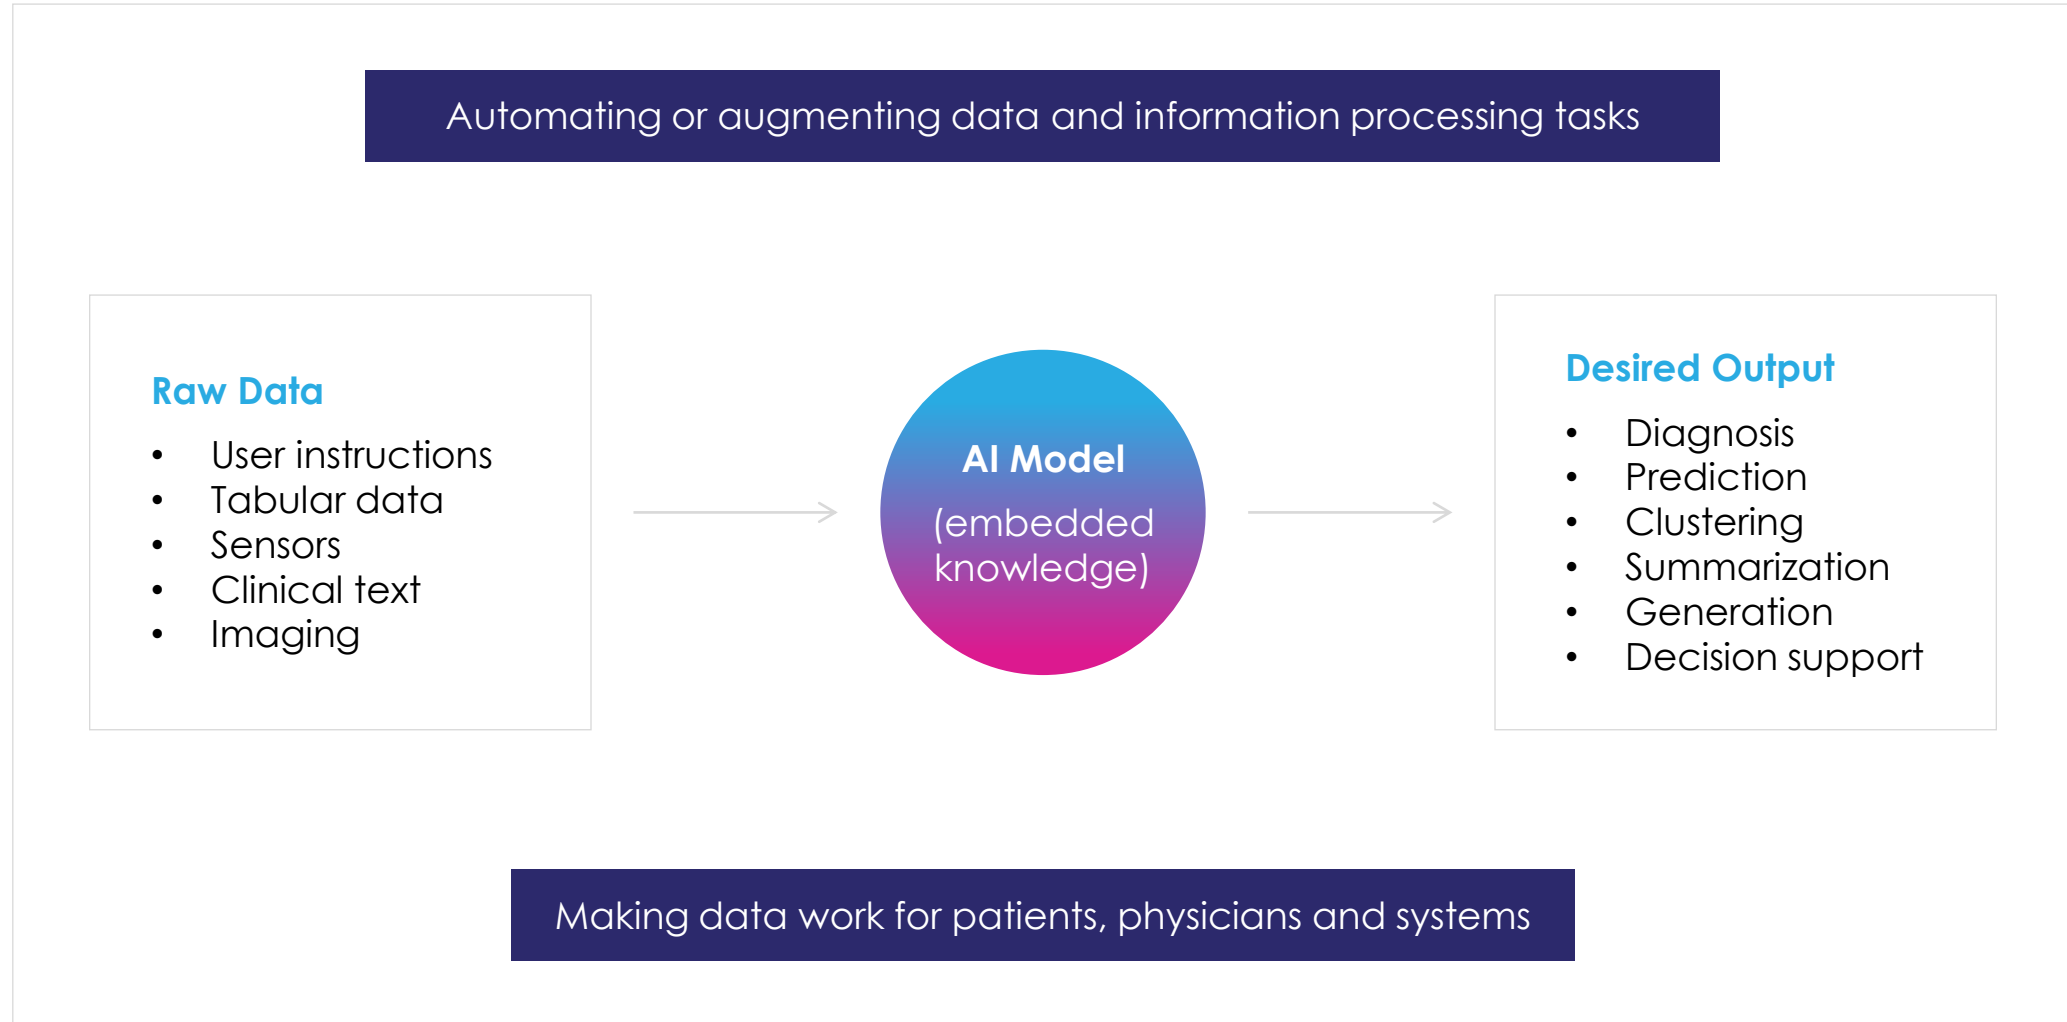 Automating or augmenting data and information processing tasks
Raw Data
• User instructions
• Tabular data
• Sensors
• Clinical text
• Imaging
AI Model
(embedded
knowledge)
Desired Output
• Diagnosis
• Prediction
• Clustering
• Summarization
• Generation
• Decision support
Making data work for patients, physicians and systems